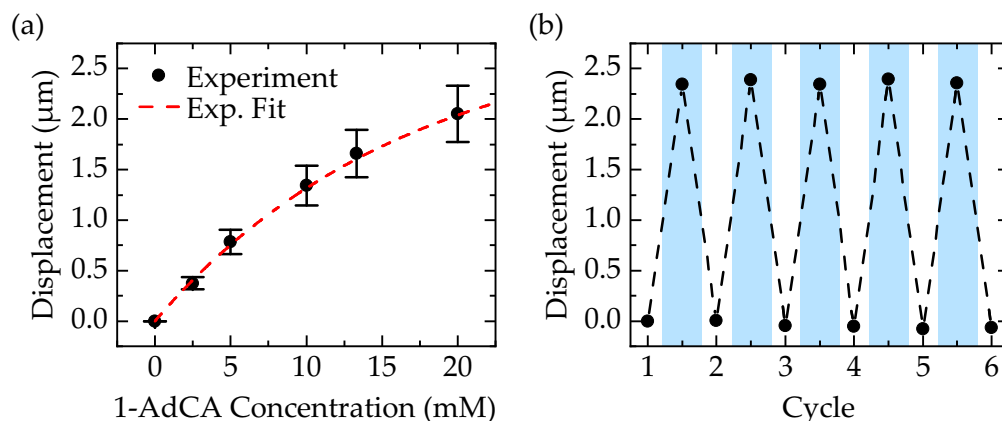 (a)
Displacement (μm)
2.5
2.0
1.5
1.0
0.5
0.0
Experiment
Exp. Fit
0 5 10 15 20
1-AdCA Concentration (mM)
(b)
Displacement (μm)
2.5
2.0
1.5
1.0
0.5
0.0
1 2 3 4 5 6
Cycle